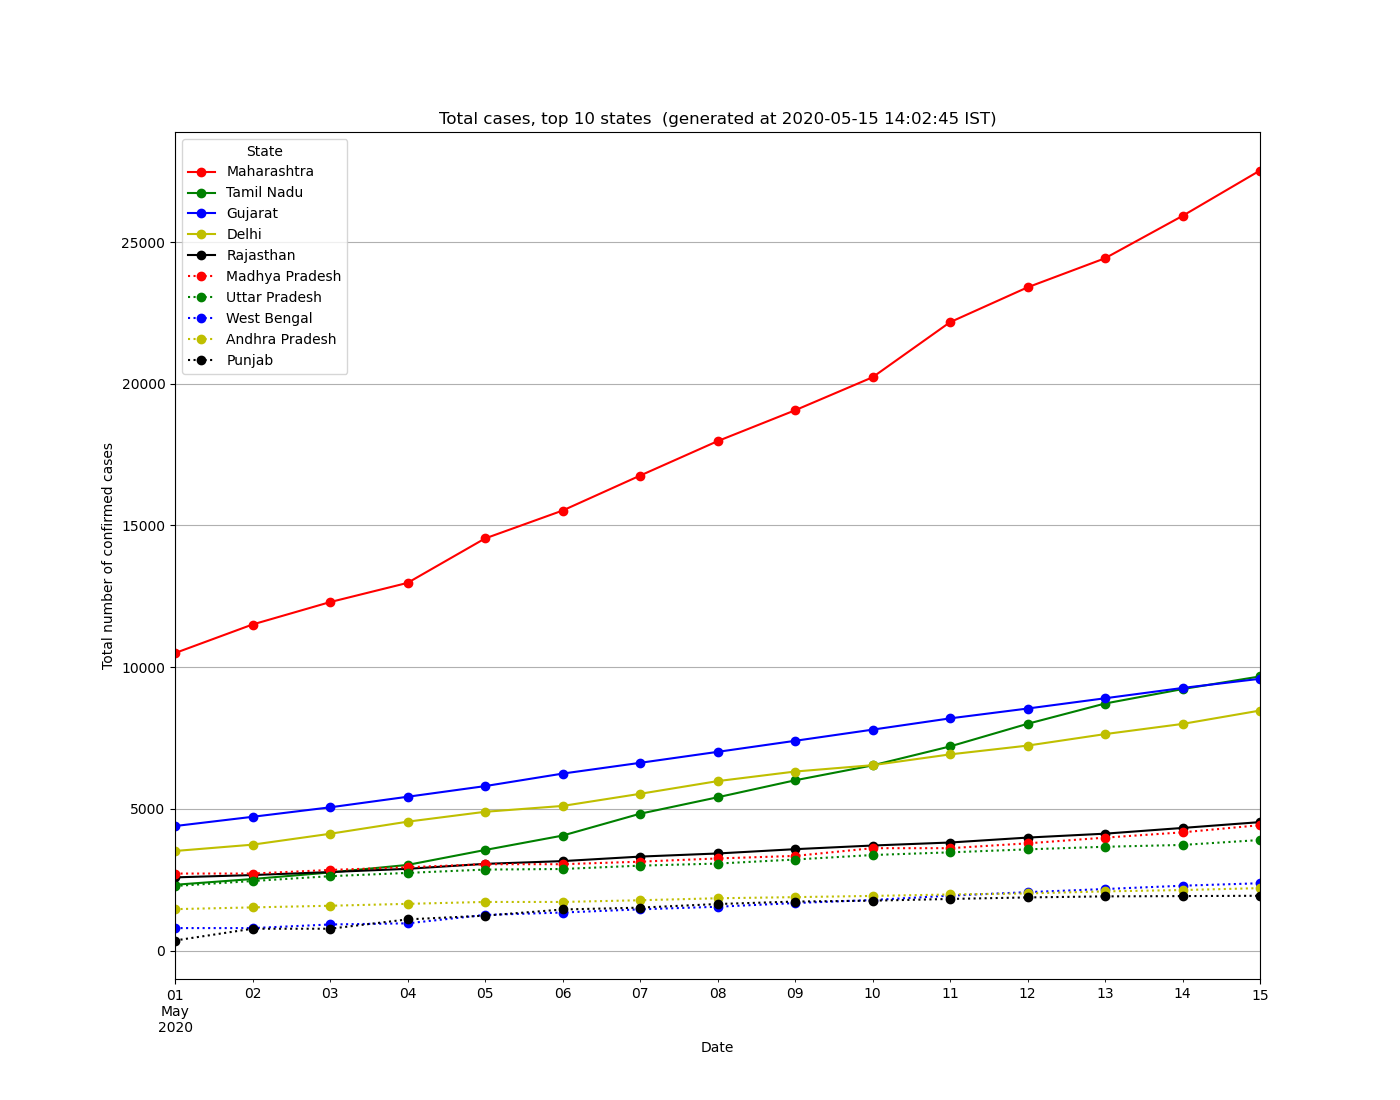 Total cases, top 10 states  (generated at 2020-05-15 14:02:45 IST)
State
Maharashtra
Tamil Nadu
Gujarat
Delhi
Rajasthan
Madhya Pradesh
Uttar Pradesh
West Bengal
Andhra Pradesh
Punjab
Total number of confirmed cases
25000
20000
15000
10000
5000
0
01 02 03 04 05 06 07 08 09 10 11 12 13 14 15
May
2020
Date